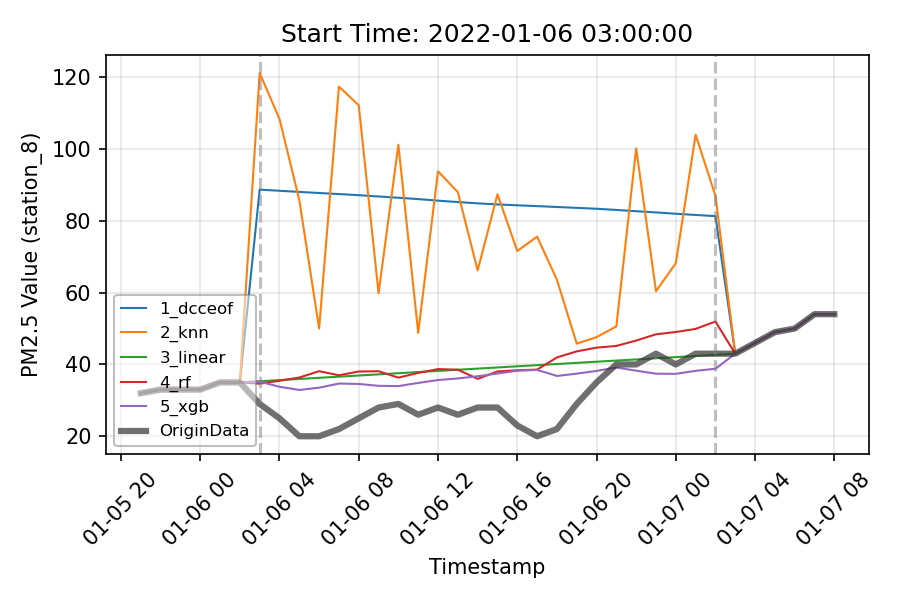 Start Time: 2022-01-06 03:00:00
PM2.5 Value (station_8)
120
100
80
60
40
20
1_dcceof
2_knn
3_linear
4_rf
5_xgb
OriginData
01-05 20
01-06 00
01-06 04
01-06 08
01-06 12
01-06 16
01-06 20
01-07 00
01-07 04
01-07 08
Timestamp